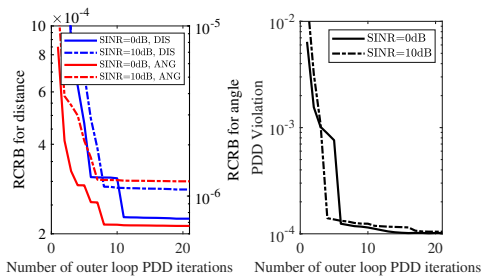 ×10⁻⁴
10
8
6
4
3
2
RCRB for distance
SINR=0dB, DIS
SINR=10dB, DIS
SINR=0dB, ANG
SINR=10dB, ANG
10⁻⁵
10⁻⁶
RCRB for angle
0
10
20
Number of outer loop PDD iterations
10⁻²
10⁻³
10⁻⁴
PDD Violation
SINR=0dB
SINR=10dB
0
10
20
Number of outer loop PDD iterations